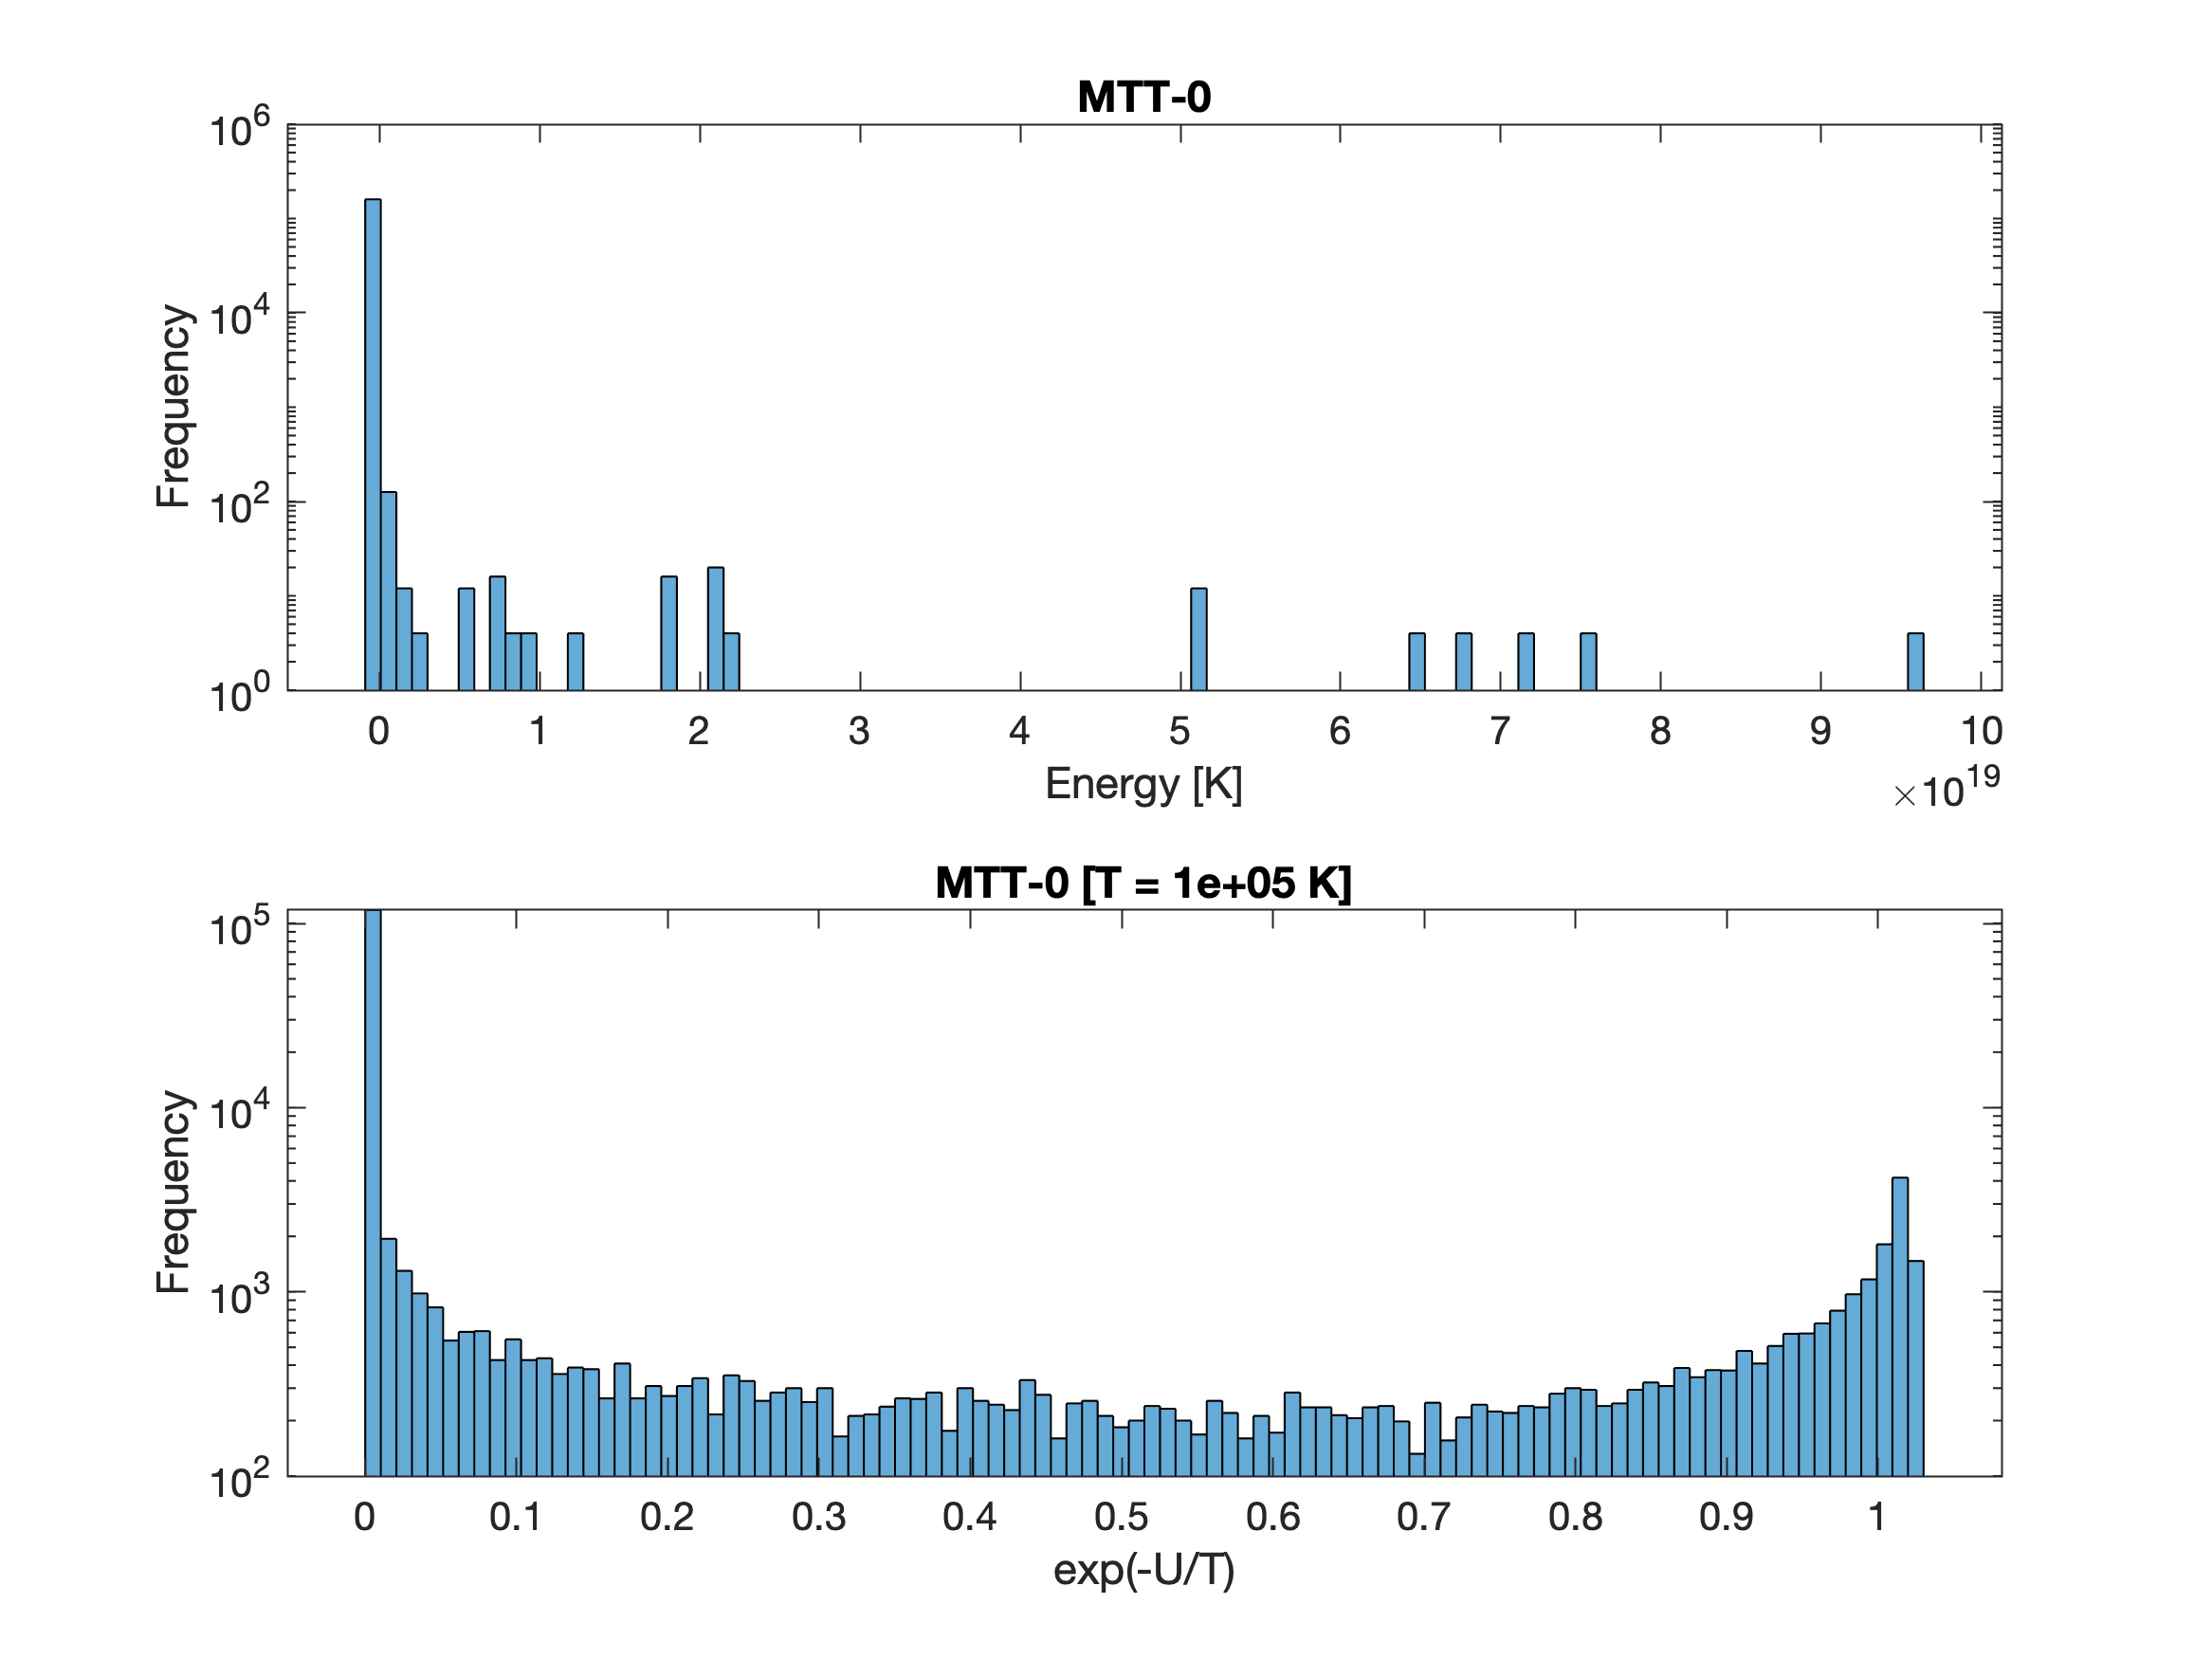 MTT-0
10^6
10^4
10^2
10^0
Frequency
0 1 2 3 4 5 6 7 8 9 10
Energy [K]
×10^19
MTT-0 [T = 1e+05 K]
10^5
10^4
10^3
10^2
Frequency
0 0.1 0.2 0.3 0.4 0.5 0.6 0.7 0.8 0.9 1
exp(-U/T)